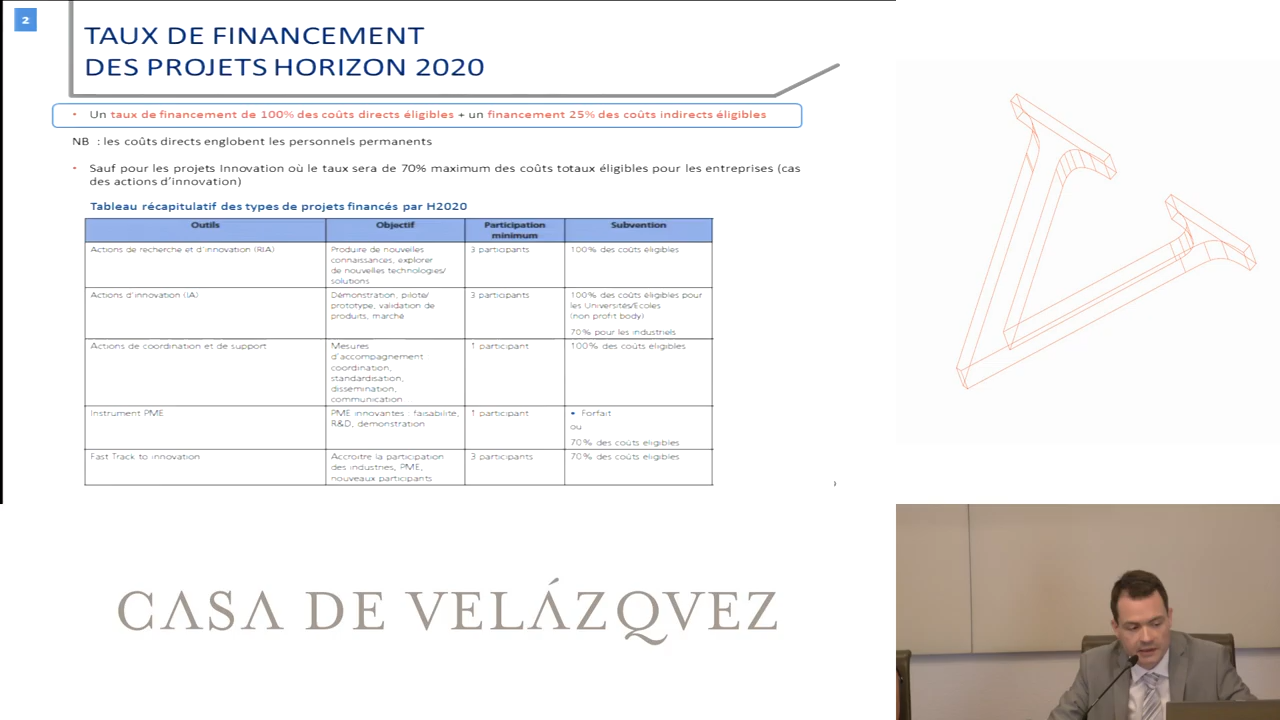 2
TAUX DE FINANCEMENT
DES PROJETS HORIZON 2020
• Un taux de financement de 100% des coûts directs éligibles + un financement 25% des coûts indirects éligibles
NB : les coûts directs englobent les personnels permanents
• Sauf pour les projets Innovation où le taux sera de 70% maximum des coûts totaux éligibles pour les entreprises (cas
des actions d'innovation)
Tableau récapitulatif des types de projets financés par H2020
Outils
Objectif
Participation
minimum
Subvention
Actions de recherche et d'innovation (RIA)
Produire de nouvelles
connaissances, explorer
de nouvelles technologies/
solutions
3 participants
100% des coûts éligibles
Actions d'innovation (IA)
Démonstration, pilote/
prototype, validation de
produits, marché
3 participants
100% des coûts éligibles pour
les Universités/Ecoles
(non profit body)
70% pour les industriels
Actions de coordination et de support
Mesures
d'accompagnement
coordination,
standardisation,
dissemination,
communication
1 participant
100% des coûts eligibles
Instrument PME
PME innovantes : faisabilite,
R&D, demonstration
1 participant
• Forfait
ou
70% des coûts eligibles
Fast Track to innovation
Accroitre la participation
des industries, PME,
nouveaux participants
3 participants
70% des coûts eligibles
CASA DE VELÁZQVEZ